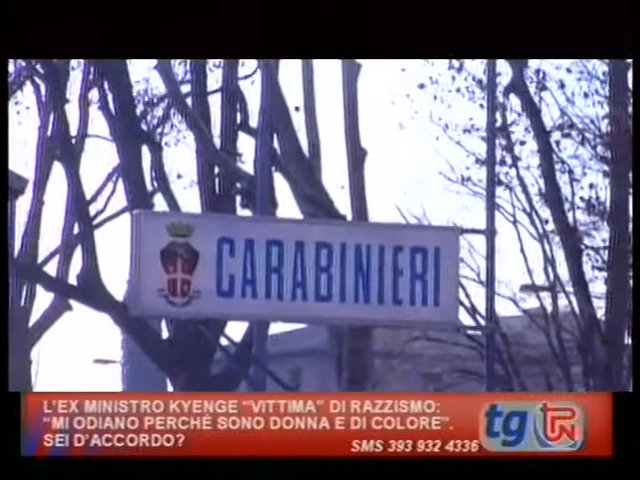 CARABINIERI
L'EX MINISTRO KYENGE "VITTIMA" DI RAZZISMO:
"MI ODIANO PERCHÉ SONO DONNA E DI COLORE".
SEI D'ACCORDO?
SMS 393 932 4336
tg TPN